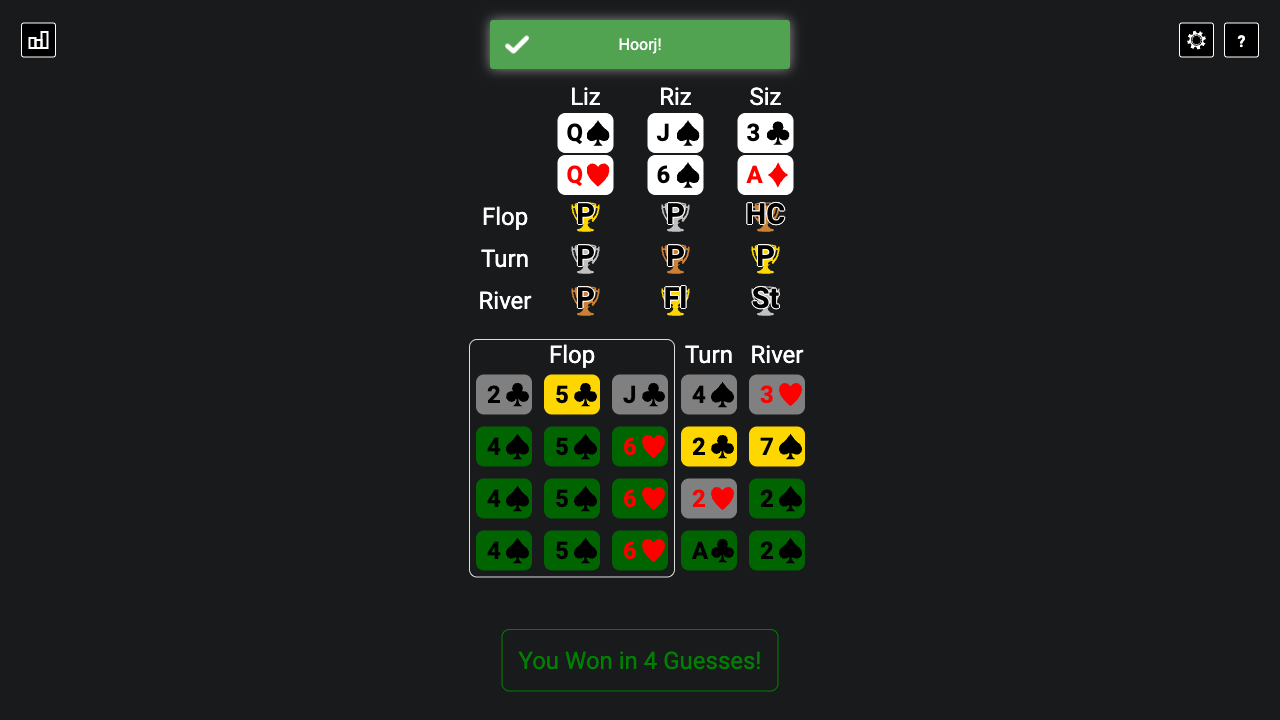 Hoorj!
?
Liz Riz Siz
Q♠ J♠ 3♣
Q♥ 6♠ A♦
Flop P P HC
Turn P P P
River P Fl St
Flop Turn River
2♣ 5♣ J♣ 4♠ 3♥
4♠ 5♠ 6♥ 2♣ 7♠
4♠ 5♠ 6♥ 2♥ 2♠
4♠ 5♠ 6♥ A♣ 2♠
You Won in 4 Guesses!